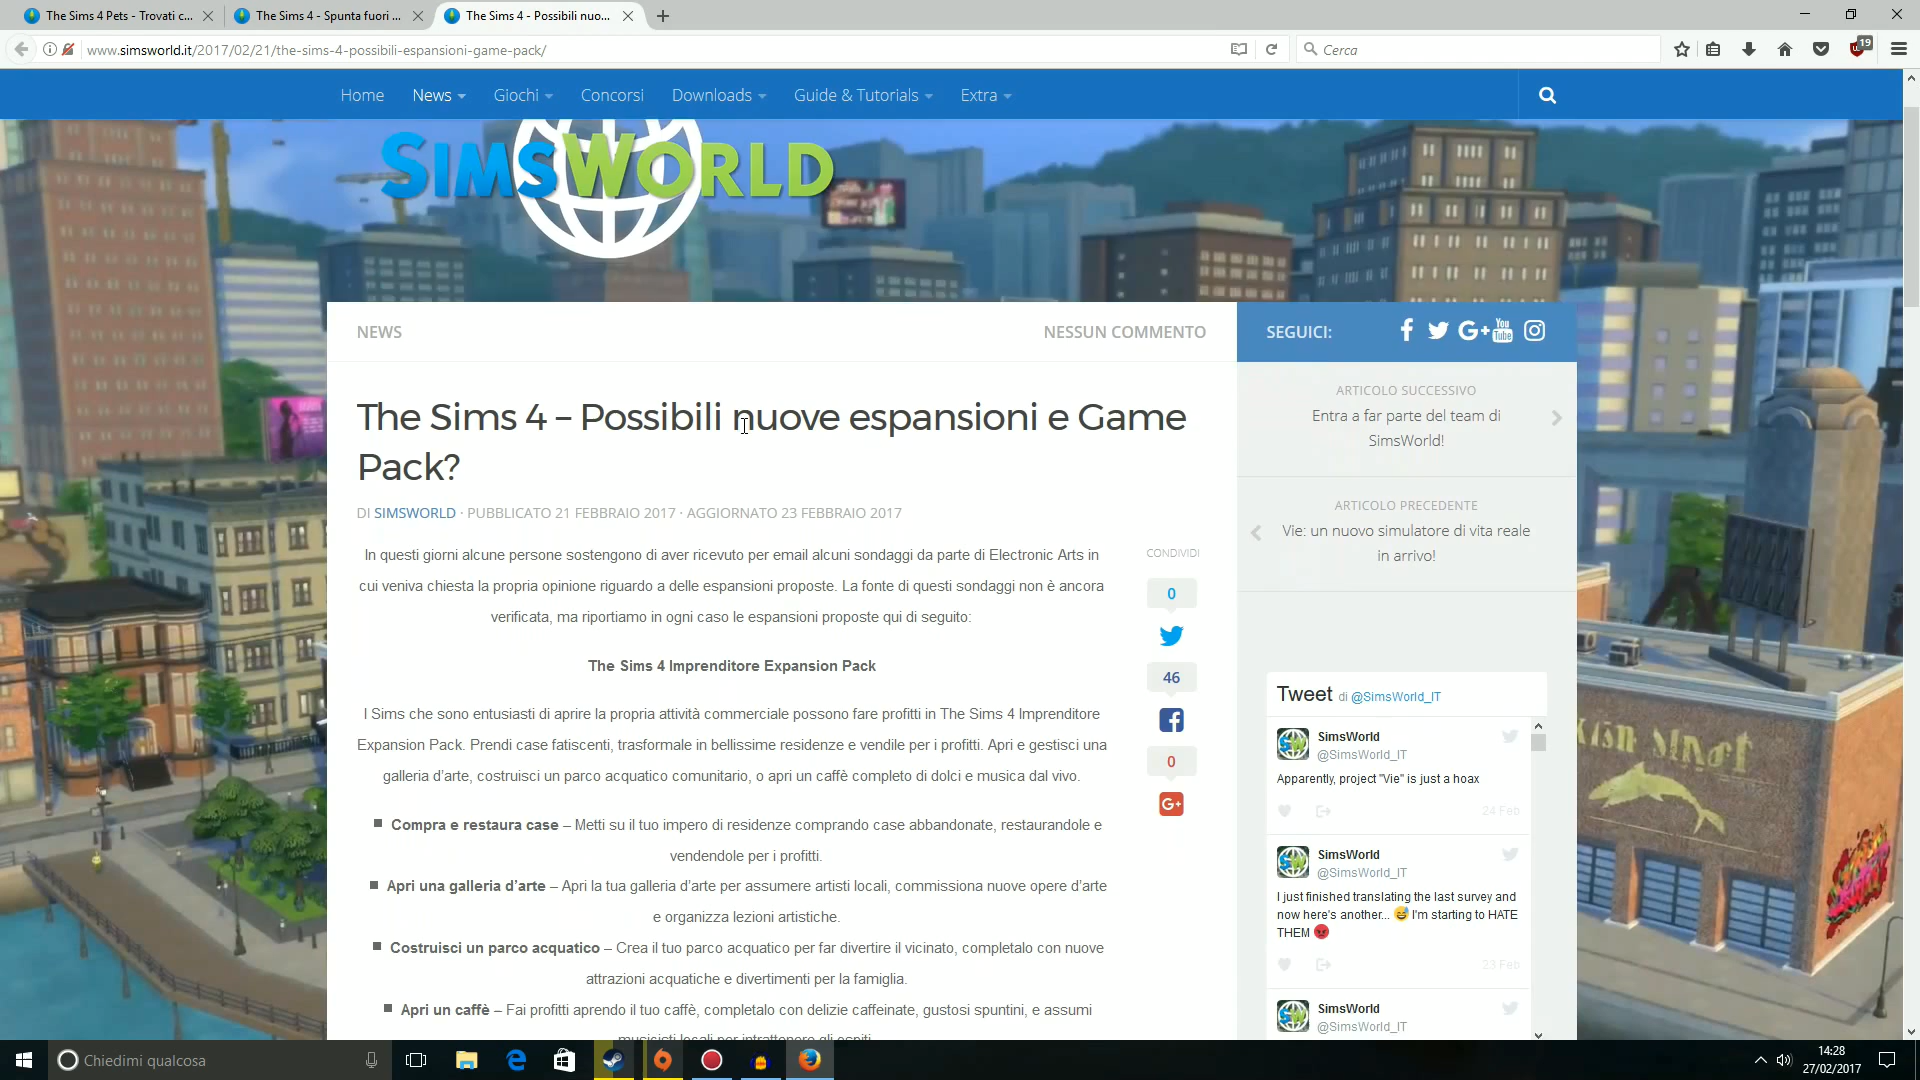 The Sims 4 Pets - Trovati c...
The Sims 4 - Spunta fuori ...
The Sims 4 - Possibili nuo...
www.simsworld.it/2017/02/21/the-sims-4-possibili-espansioni-game-pack/
Cerca
19
Home News Giochi Concorsi Downloads Guide & Tutorials Extra
SIMSWORLD
NEWS
NESSUN COMMENTO
The Sims 4 – Possibili nuove espansioni e Game
Pack?
DI SIMSWORLD · PUBBLICATO 21 FEBBRAIO 2017 · AGGIORNATO 23 FEBBRAIO 2017
In questi giorni alcune persone sostengono di aver ricevuto per email alcuni sondaggi da parte di Electronic Arts in
cui veniva chiesta la propria opinione riguardo a delle espansioni proposte. La fonte di questi sondaggi non è ancora
verificata, ma riportiamo in ogni caso le espansioni proposte qui di seguito:
The Sims 4 Imprenditore Expansion Pack
I Sims che sono entusiasti di aprire la propria attività commerciale possono fare profitti in The Sims 4 Imprenditore
Expansion Pack. Prendi case fatiscenti, trasformale in bellissime residenze e vendile per i profitti. Apri e gestisci una
galleria d'arte, costruisci un parco acquatico comunitario, o apri un caffè completo di dolci e musica dal vivo.
Compra e restaura case – Metti su il tuo impero di residenze comprando case abbandonate, restaurandole e
vendendole per i profitti.
Apri una galleria d'arte – Apri la tua galleria d'arte per assumere artisti locali, commissiona nuove opere d'arte
e organizza lezioni artistiche.
Costruisci un parco acquatico – Crea il tuo parco acquatico per far divertire il vicinato, completalo con nuove
attrazioni acquatiche e divertimenti per la famiglia.
Apri un caffè – Fai profitti aprendo il tuo caffè, completalo con delizie caffeinate, gustosi spuntini, e assumi
musicisti locali per intrattenere gli ospiti.
CONDIVIDI
0
46
0
G+
SEGUICI:
G+ You Tube
ARTICOLO SUCCESSIVO
Entra a far parte del team di
SimsWorld!
ARTICOLO PRECEDENTE
Vie: un nuovo simulatore di vita reale
in arrivo!
Tweet di @SimsWorld_IT
SimsWorld
@SimsWorld_IT
Apparently, project "Vie" is just a hoax
24 Feb
SimsWorld
@SimsWorld_IT
I just finished translating the last survey and
now here's another... I'm starting to HATE
THEM
23 Feb
SimsWorld
@SimsWorld_IT
Chiedimi qualcosa
14:28
27/02/2017